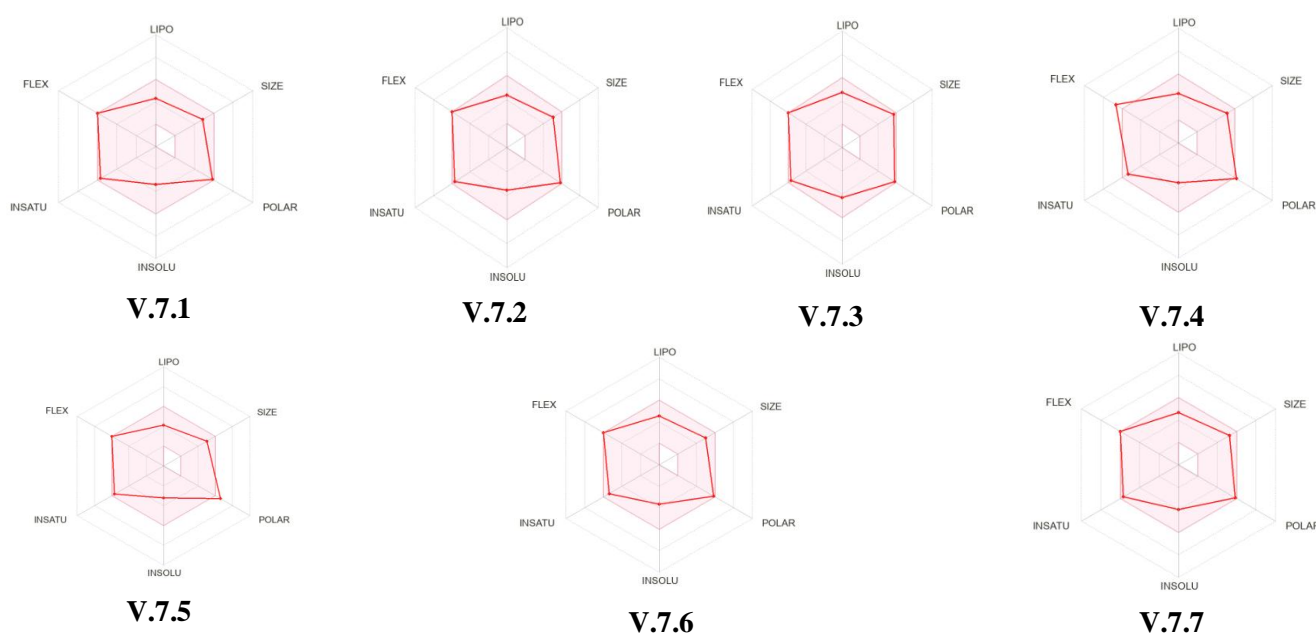 LIPO
FLEX
SIZE
INSATU
POLAR
INSOLU
V.7.1
LIPO
FLEX
SIZE
INSATU
POLAR
INSOLU
V.7.2
LIPO
FLEX
SIZE
INSATU
POLAR
INSOLU
V.7.3
LIPO
FLEX
SIZE
INSATU
POLAR
INSOLU
V.7.4
LIPO
FLEX
SIZE
INSATU
POLAR
INSOLU
V.7.5
LIPO
FLEX
SIZE
INSATU
POLAR
INSOLU
V.7.6
LIPO
FLEX
SIZE
INSATU
POLAR
INSOLU
V.7.7